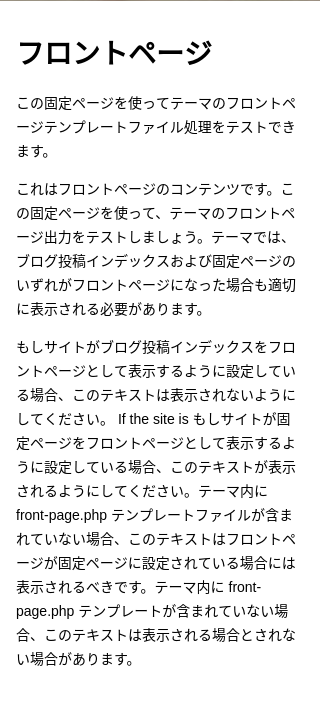 フロントページ
この固定ページを使ってテーマのフロントペ
ージテンプレートファイル処理をテストでき
ます。
これはフロントページのコンテンツです。こ
の固定ページを使って、テーマのフロントペ
ージ出力をテストしましょう。テーマでは、
ブログ投稿インデックスおよび固定ページの
いずれがフロントページになった場合も適切
に表示される必要があります。
もしサイトがブログ投稿インデックスをフロ
ントページとして表示するように設定してい
る場合、このテキストは表示されないように
してください。 If the site is もしサイトが固
定ページをフロントページとして表示するよ
うに設定している場合、このテキストが表示
されるようにしてください。テーマ内に
front-page.php テンプレートファイルが含ま
れていない場合、このテキストはフロントペ
ージが固定ページに設定されている場合には
表示されるべきです。テーマ内に front-
page.php テンプレートが含まれていない場
合、このテキストは表示される場合とされな
い場合があります。